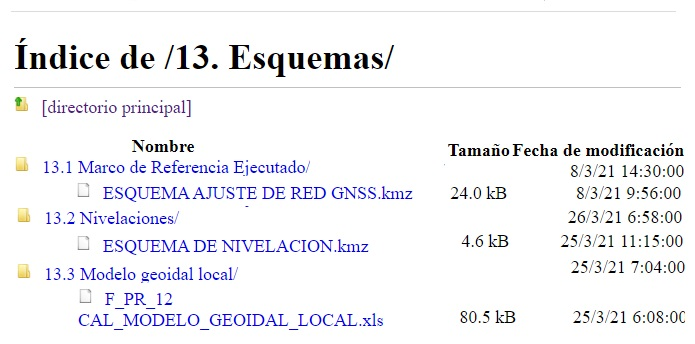 Índice de /13. Esquemas/
[directorio principal]
Nombre Tamaño Fecha de modificación
13.1 Marco de Referencia Ejecutado/ 8/3/21 14:30:00
ESQUEMA AJUSTE DE RED GNSS.kmz 24.0 kB 8/3/21 9:56:00
13.2 Nivelaciones/ 26/3/21 6:58:00
ESQUEMA DE NIVELACION.kmz 4.6 kB 25/3/21 11:15:00
13.3 Modelo geoidal local/ 25/3/21 7:04:00
F_PR_12
CAL_MODELO_GEOIDAL_LOCAL.xls 80.5 kB 25/3/21 6:08:00